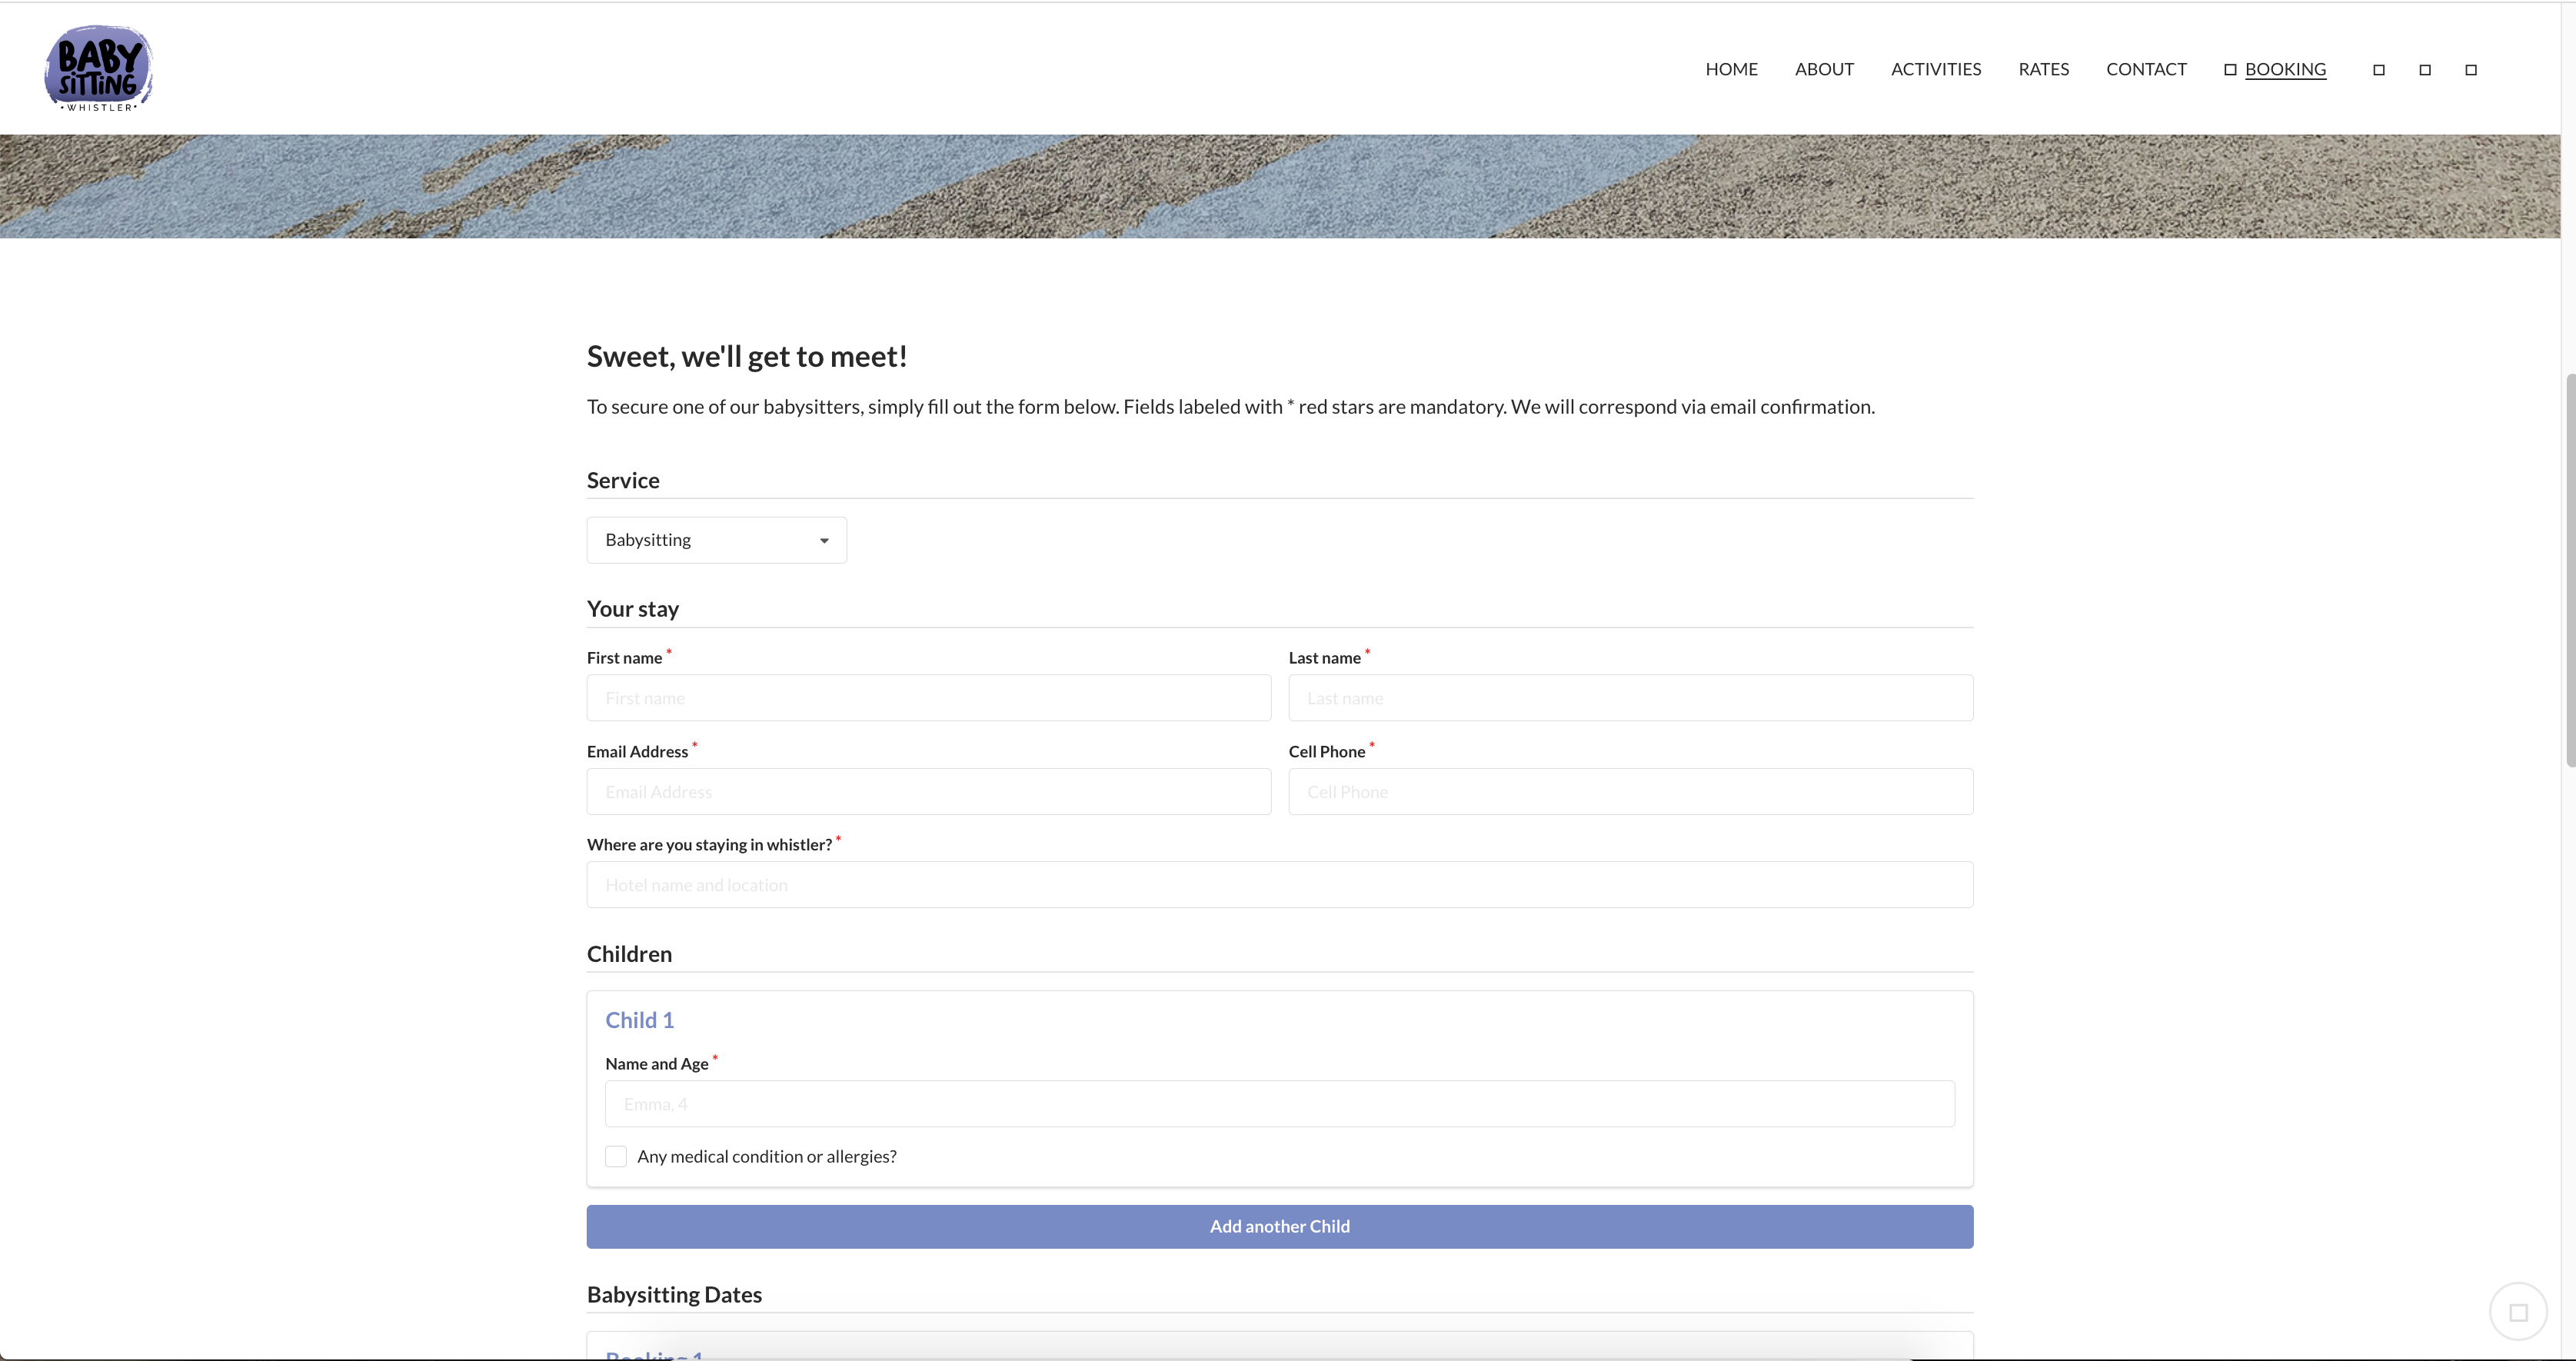 BABY
SITTING
• WHISTLER •
HOME ABOUT ACTIVITIES RATES CONTACT BOOKING
Sweet, we'll get to meet!
To secure one of our babysitters, simply fill out the form below. Fields labeled with * red stars are mandatory. We will correspond via email confirmation.
Service
Babysitting
Your stay
First name * Last name *
First name Last name
Email Address * Cell Phone *
Email Address Cell Phone
Where are you staying in whistler? *
Hotel name and location
Children
Child 1
Name and Age *
Emma, 4
Any medical condition or allergies?
Add another Child
Babysitting Dates
Booking 1